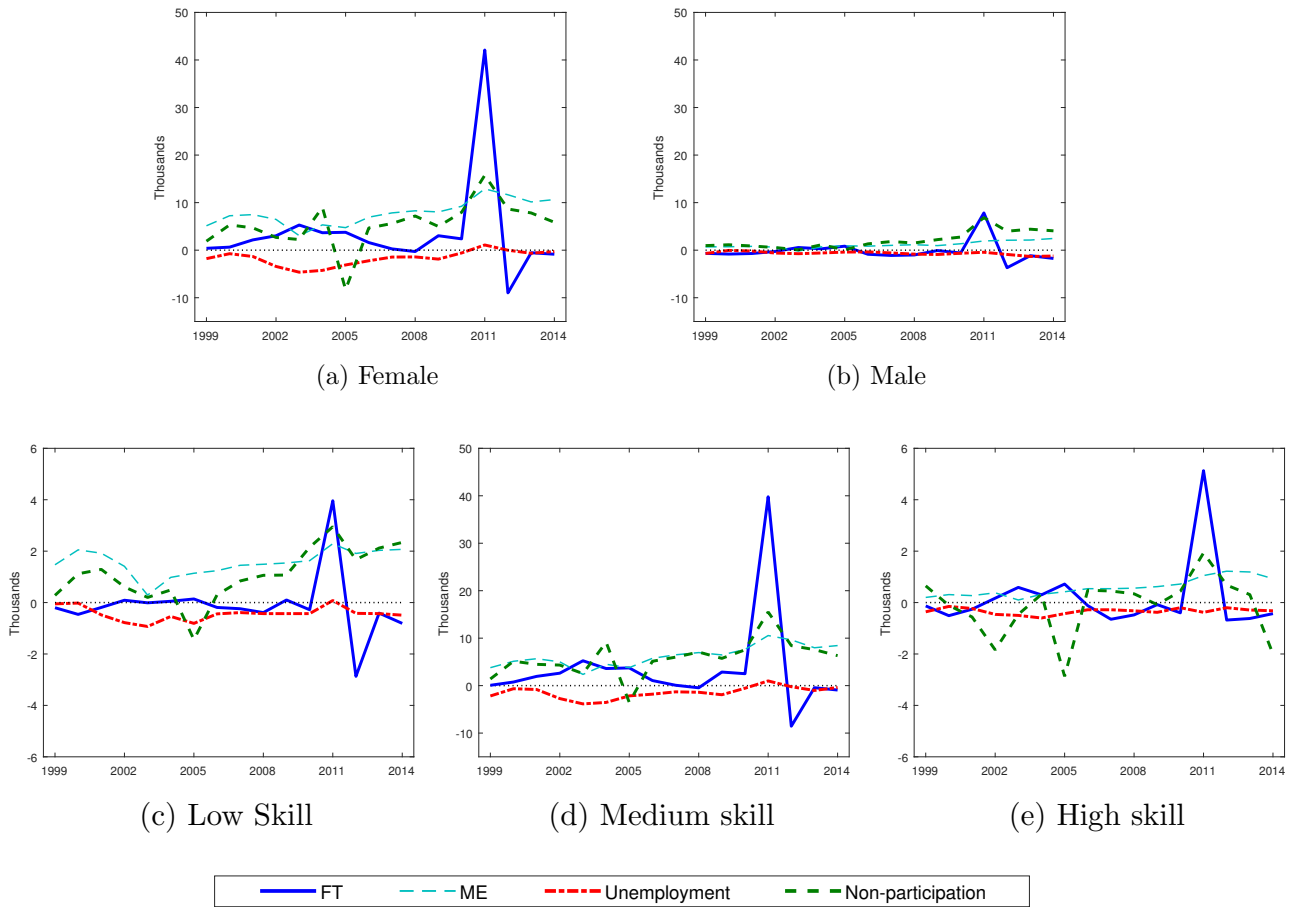 50
40
30
20
10
0
-10
Thousands
1999 2002 2005 2008 2011 2014
(a) Female
50
40
30
20
10
0
-10
Thousands
1999 2002 2005 2008 2011 2014
(b) Male
6
4
2
0
-2
-4
-6
Thousands
1999 2002 2005 2008 2011 2014
(c) Low Skill
50
40
30
20
10
0
-10
Thousands
1999 2002 2005 2008 2011 2014
(d) Medium skill
6
4
2
0
-2
-4
-6
Thousands
1999 2002 2005 2008 2011 2014
(e) High skill
FT ME Unemployment Non-participation